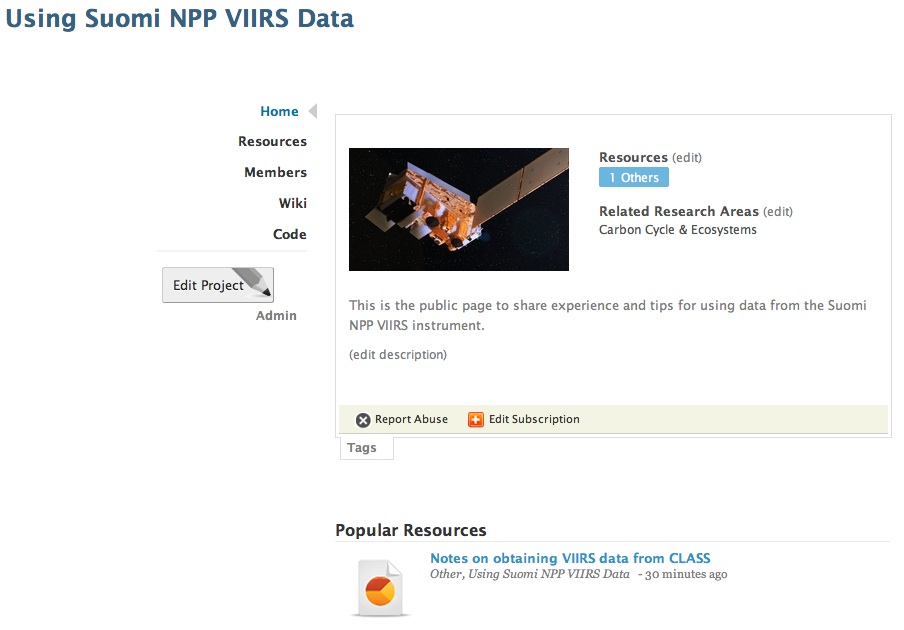 Using Suomi NPP VIIRS Data
Home
Resources
Members
Wiki
Code
Edit Project
Admin
Resources (edit)
1 Others
Related Research Areas (edit)
Carbon Cycle & Ecosystems
This is the public page to share experience and tips for using data from the Suomi
NPP VIIRS instrument.
(edit description)
Report Abuse Edit Subscription
Tags
Popular Resources
Notes on obtaining VIIRS data from CLASS
Other, Using Suomi NPP VIIRS Data - 30 minutes ago